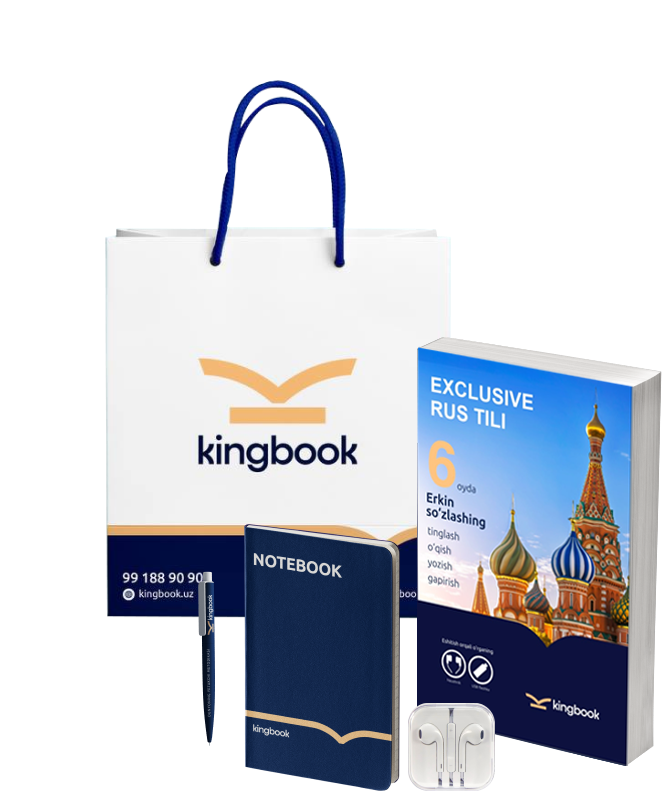 kingbook
99 188 90 90
kingbook.uz
NOTEBOOK
kingbook
kingbook
EXCLUSIVE
RUS TILI
6
oyda
Erkin
so‘zlashing
tinglash
o‘qish
yozish
gapirish
kingbook